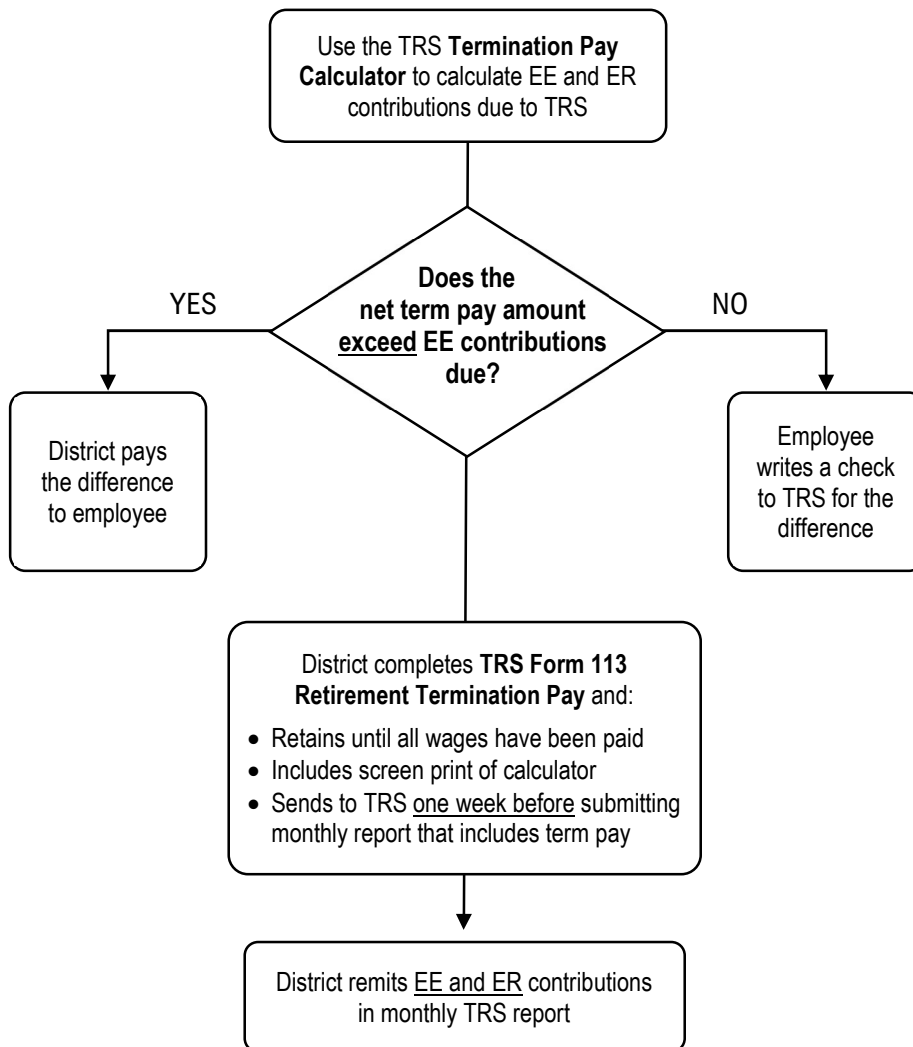 Use the TRS Termination Pay
Calculator to calculate EE and ER
contributions due to TRS
Does the
net term pay amount
exceed EE contributions
due?
YES
NO
District pays
the difference
to employee
Employee
writes a check
to TRS for the
difference
District completes TRS Form 113
Retirement Termination Pay and:
• Retains until all wages have been paid
• Includes screen print of calculator
• Sends to TRS one week before submitting
monthly report that includes term pay
District remits EE and ER contributions
in monthly TRS report